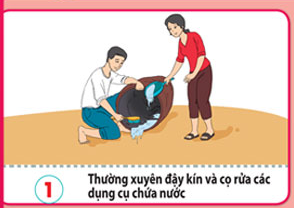 1
Thường xuyên đậy kín và cọ rửa các
dụng cụ chứa nước